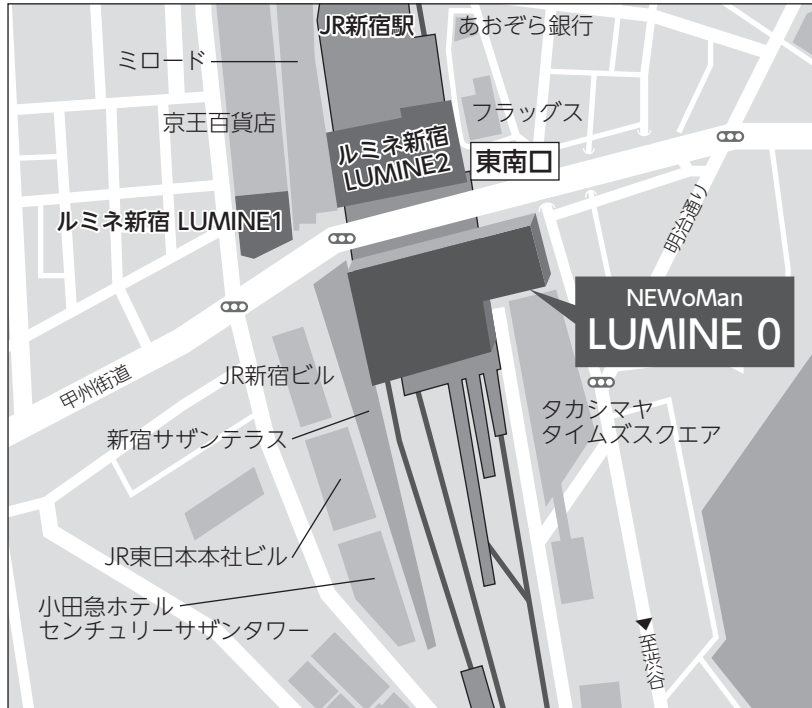 JR新宿駅
あおぞら銀行
ミロード
京王百貨店
フラッグス
ルミネ新宿
LUMINE2
東南口
ルミネ新宿 LUMINE1
明治通り
NEWoMan
LUMINE 0
甲州街道
JR新宿ビル
タカシマヤ
タイムズスクエア
新宿サザンテラス
JR東日本本社ビル
小田急ホテル
センチュリーサザンタワー
至渋谷